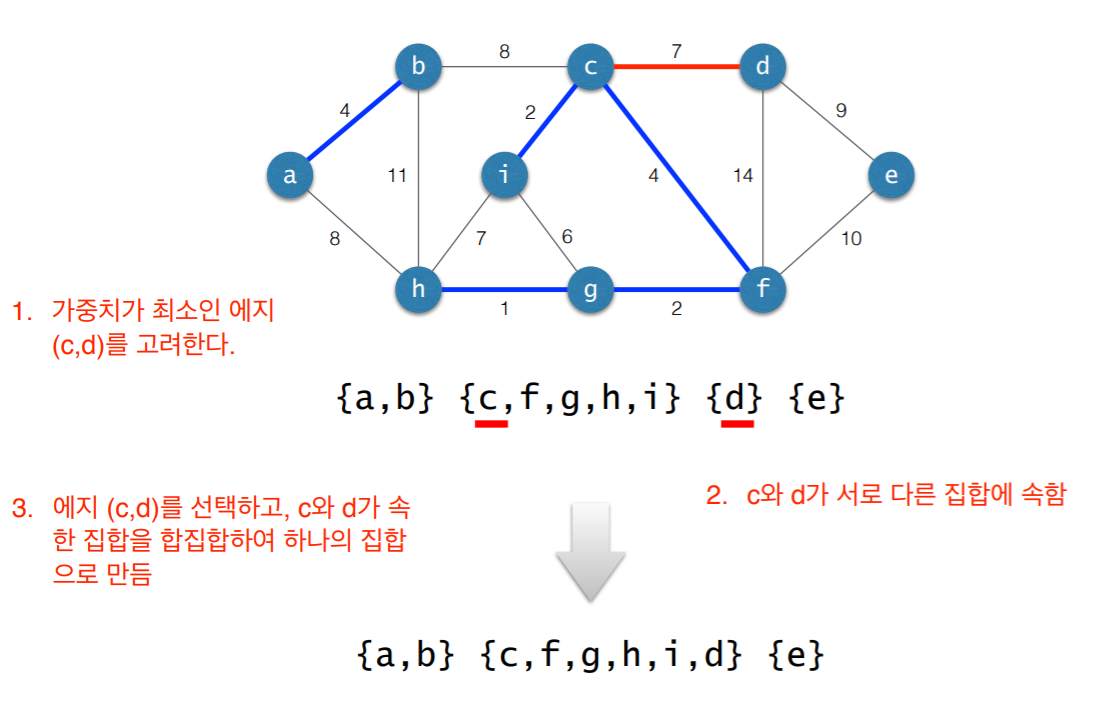 8
7
b
c
d
4
2
9
a
11
i
4
14
e
8
7
6
10
h
g
f
1
2
1. 가중치가 최소인 에지
(c,d)를 고려한다.
{a,b} {c,f,g,h,i} {d} {e}
2. c와 d가 서로 다른 집합에 속함
3. 에지 (c,d)를 선택하고, c와 d가 속
한 집합을 합집합하여 하나의 집합
으로 만듬
{a,b} {c,f,g,h,i,d} {e}